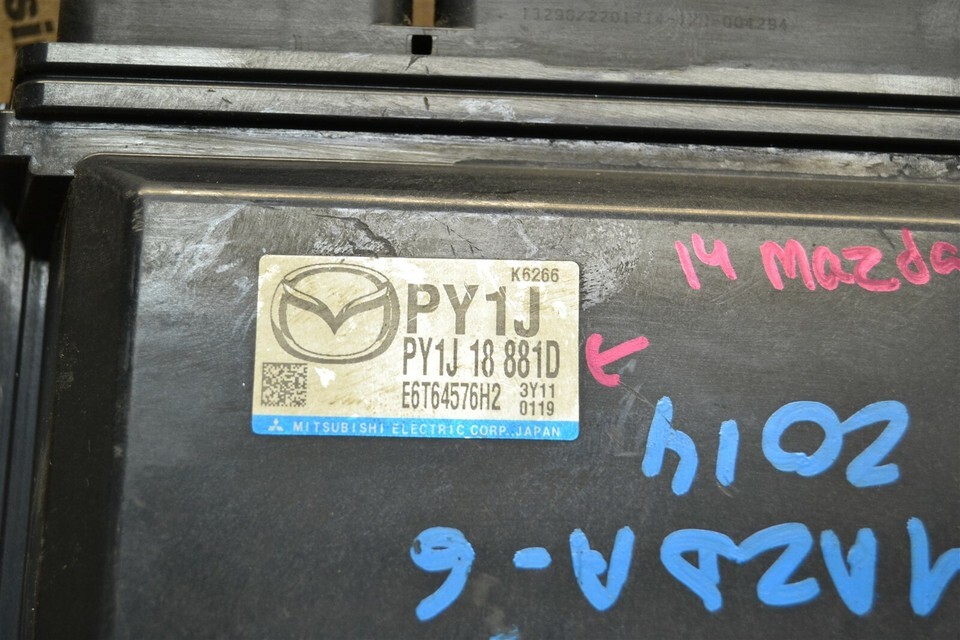 K6266
PY1J
PY1J 18 881D
E6T64576H2
3Y11
0119
MITSUBISHI ELECTRIC CORP., JAPAN
14 Mazda
2014
MAZDA-6